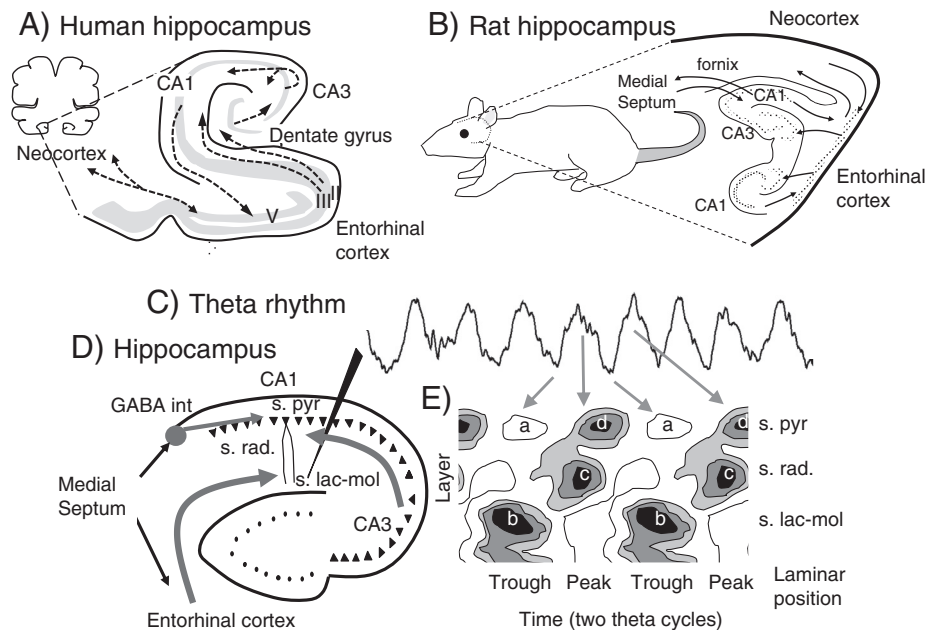 A) Human hippocampus
CA1
CA3
Dentate gyrus
Neocortex
III
II
V
Entorhinal
cortex
B) Rat hippocampus
Neocortex
fornix
Medial
Septum
CA1
CA3
Entorhinal
cortex
CA1
C) Theta rhythm
D) Hippocampus
CA1
GABA int
s. pyr
s. rad.
s. lac-mol
Medial
Septum
CA3
Entorhinal cortex
E)
Layer
a
d
a
d
s. pyr
c
c
s. rad.
b
b
s. lac-mol
Trough Peak Trough Peak
Laminar
position
Time (two theta cycles)